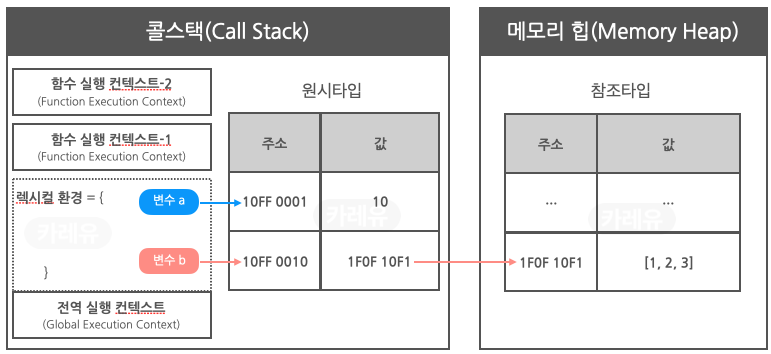 콜스택(Call Stack)
함수 실행 컨텍스트-2
(Function Execution Context)
함수 실행 컨텍스트-1
(Function Execution Context)
렉시컬 환경 = {
변수 a
카레유
변수 b
}
전역 실행 컨텍스트
(Global Execution Context)
원시타입
주소 값
10FF 0001 10
카레유
10FF 0010 1F0F 10F1
메모리 힙(Memory Heap)
참조타입
주소 값
... ...
카레유
1F0F 10F1 [1, 2, 3]